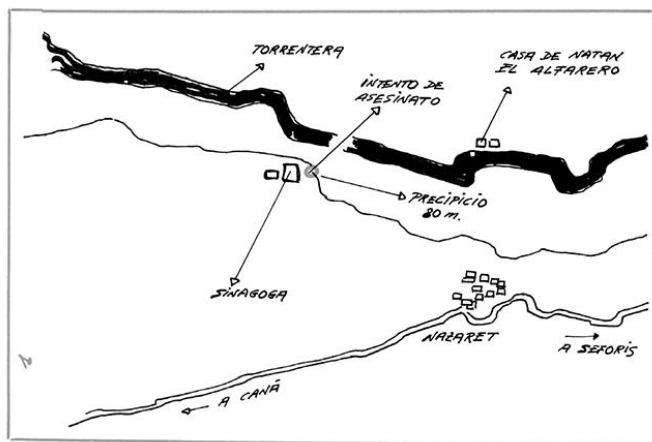 TORRENTERA
INTENTO DE
ASESINATO
CASA DE NATAN
EL ALFARERO
PRECIPICIO
80 m.
SINAGOGA
NAZARET
A SEFORIS
A CANÁ